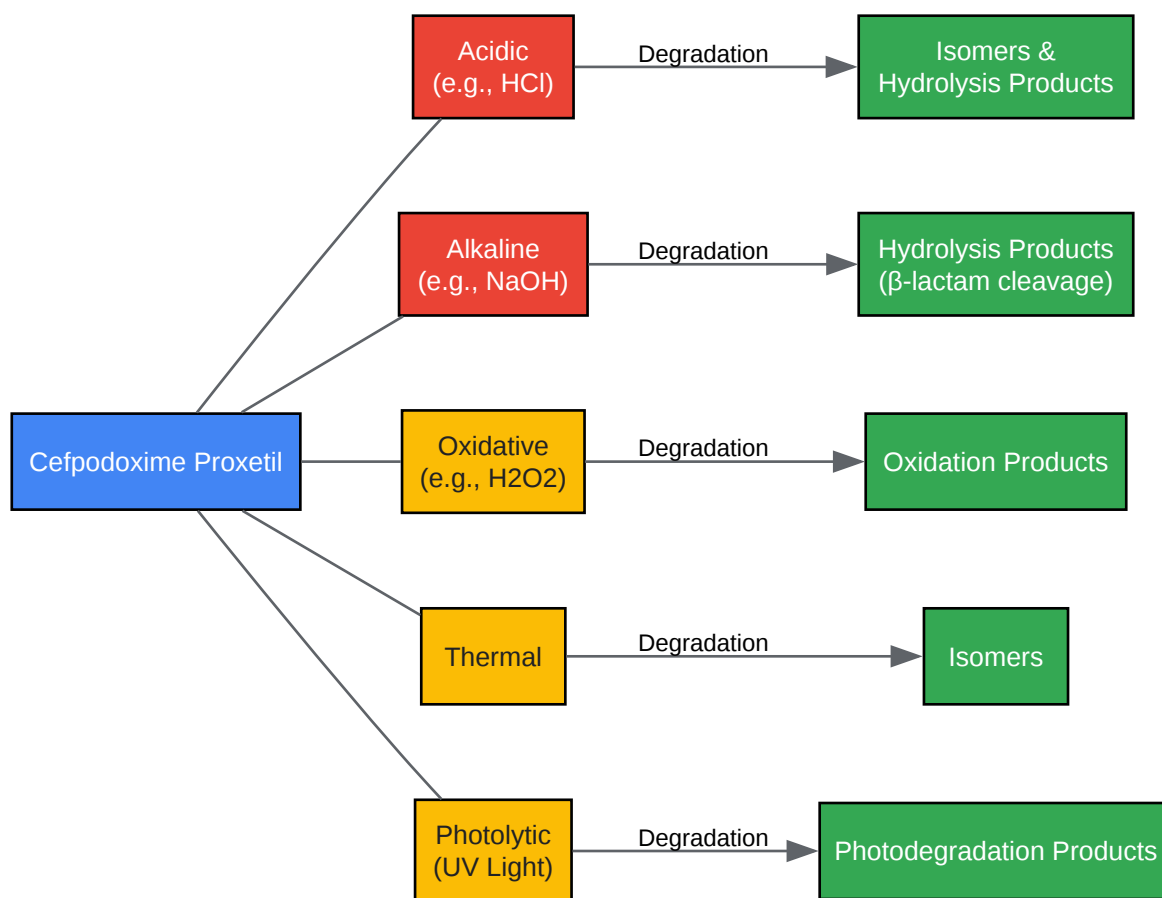 Acidic
(e.g., HCl)
Degradation
Isomers &
Hydrolysis Products
Alkaline
(e.g., NaOH)
Degradation
Hydrolysis Products
(β-lactam cleavage)
Cefpodoxime Proxetil
Oxidative
(e.g., H2O2)
Degradation
Oxidation Products
Thermal
Degradation
Isomers
Photolytic
(UV Light)
Degradation
Photodegradation Products